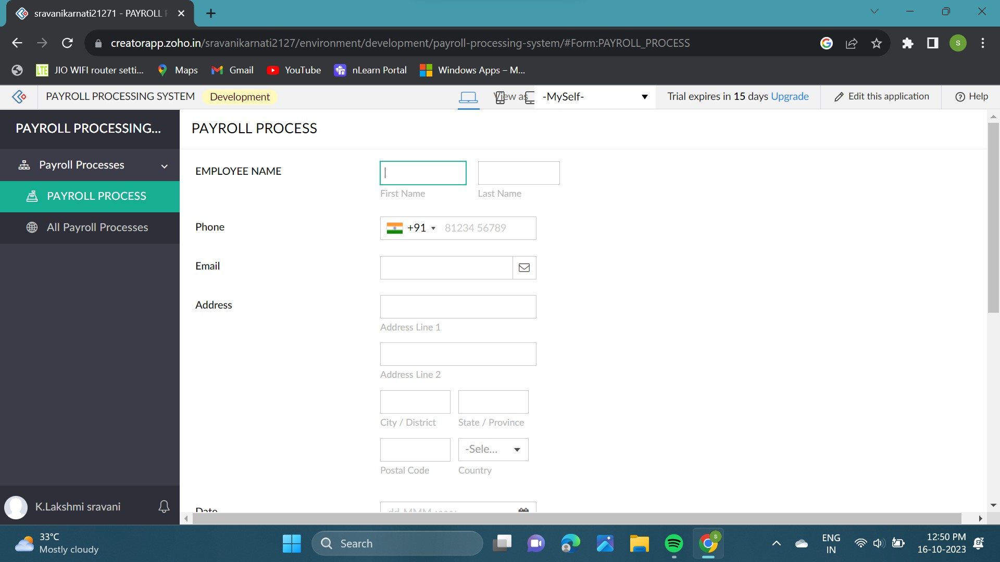 sravanikarnati21271 - PAYROLL
creatorapp.zoho.in/sravanikarnati2127/environment/development/payroll-processing-system/#Form:PAYROLL_PROCESS
S
S
LTE JIO WIFI router setti...
Maps
Gmail
YouTube
nLearn Portal
Windows Apps – M...
PAYROLL PROCESSING SYSTEM
Development
View as
-MySelf-
Trial expires in 15 days Upgrade
Edit this application
Help
PAYROLL PROCESSING...
Payroll Processes
PAYROLL PROCESS
All Payroll Processes
K.Lakshmi sravani
PAYROLL PROCESS
EMPLOYEE NAME
First Name
Last Name
Phone
+91
81234 56789
Email
Address
Address Line 1
Address Line 2
City / District
State / Province
-Sele...
Postal Code
Country
Date
dd-MMM-yyyy
33°C
Mostly cloudy
Search
ENG
IN
12:50 PM
16-10-2023